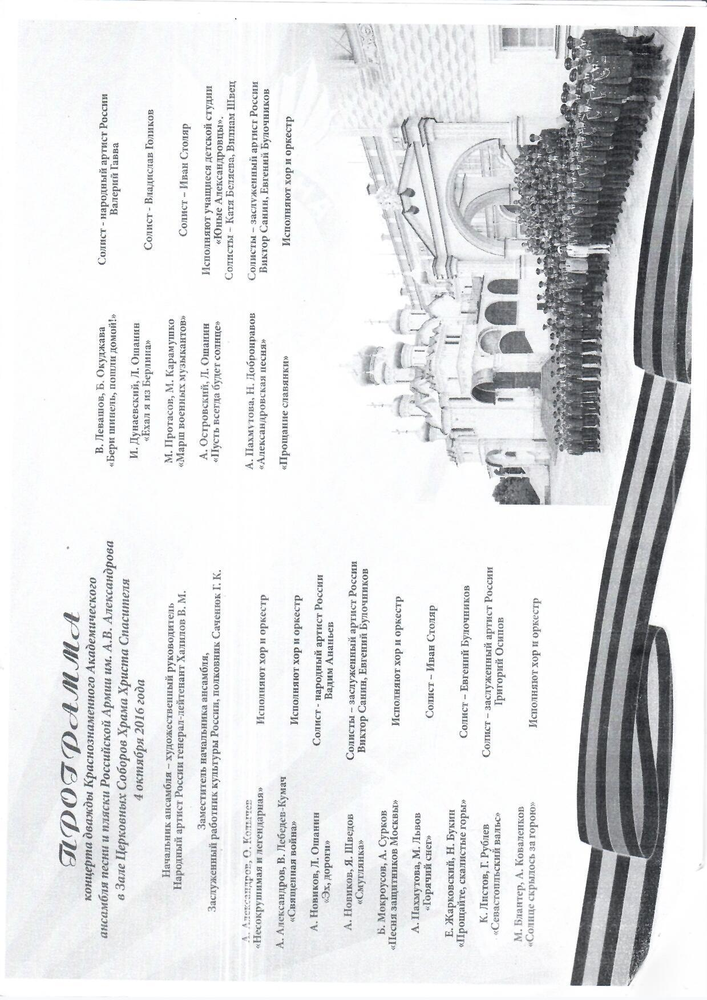 ПРОГРАММА
концерта дважды Краснознаменного Академического
ансамбля песни и пляски Российской Армии им. А.В. Александрова
в Зале Церковных Соборов Храма Христа Спасителя
4 октября 2016 года
Начальник ансамбля – художественный руководитель
Народный артист России генерал-лейтенант Халилов В. М.
Заместитель начальника ансамбля,
Заслуженный работник культуры России, полковник Саченюк Г. К.
А. Александров, О. Колычев
«Несокрушимая и легендарная» Исполняют хор и оркестр
А. Александров, В. Лебедев-Кумач
«Священная война» Исполняют хор и оркестр
А. Новиков, Л. Ошанин Солист - народный артист России
«Эх, дороги» Вадим Ананьев
А. Новиков, Я. Шведов Солисты – заслуженный артист России
«Смуглянка» Виктор Санин, Евгений Булочников
Б. Мокроусов, А. Сурков
«Песня защитников Москвы» Исполняют хор и оркестр
А. Пахмутова, М. Львов
«Горячий снег» Солист – Иван Столяр
Е. Жарковский, Н. Букин
«Прощайте, скалистые горы» Солист – Евгений Булочников
К. Листов, Г. Рублев Солист – заслуженный артист России
«Севастопольский вальс» Григорий Осипов
М. Блантер, А. Коваленков
«Солнце скрылось за горою» Исполняют хор и оркестр
В. Левашов, Б. Окуджава Солист - народный артист России
«Бери шинель, пошли домой!» Валерий Гавва
И. Дунаевский, Л. Ошанин
«Ехал я из Берлина» Солист - Владислав Голиков
М. Протасов, М. Карамушко
«Марш военных музыкантов» Солист – Иван Столяр
А. Островский, Л. Ошанин Исполняют учащиеся детской студии
«Пусть всегда будет солнце» «Юные Александровцы».
Солисты – Катя Беляева, Вилиам Швец
А. Пахмутова, Н. Добронравов Солисты – заслуженный артист России
«Александровская песня» Виктор Санин, Евгений Булочников
«Прощание славянки» Исполняют хор и оркестр